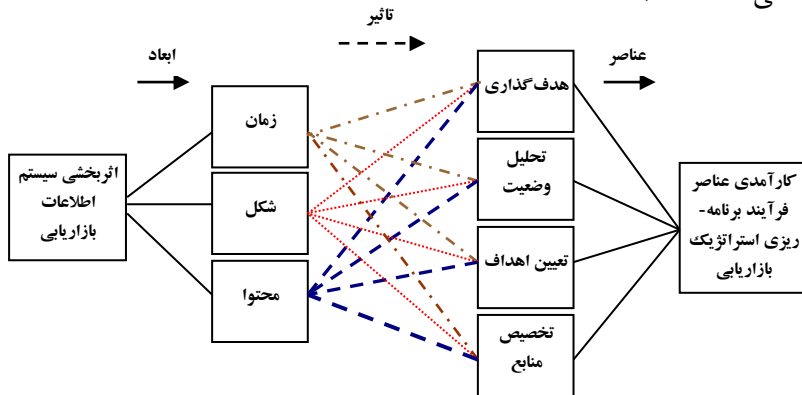 تاثیر
ابعاد
عناصر
زمان
شکل
محتوا
اثربخشی سیستم
اطلاعات
بازاریابی
هدف‌گذاری
تحلیل
وضعیت
تعیین اهداف
تخصیص
منابع
کارآمدی عناصر
فرآیند برنامه-
ریزی استراتژیک
بازاریابی